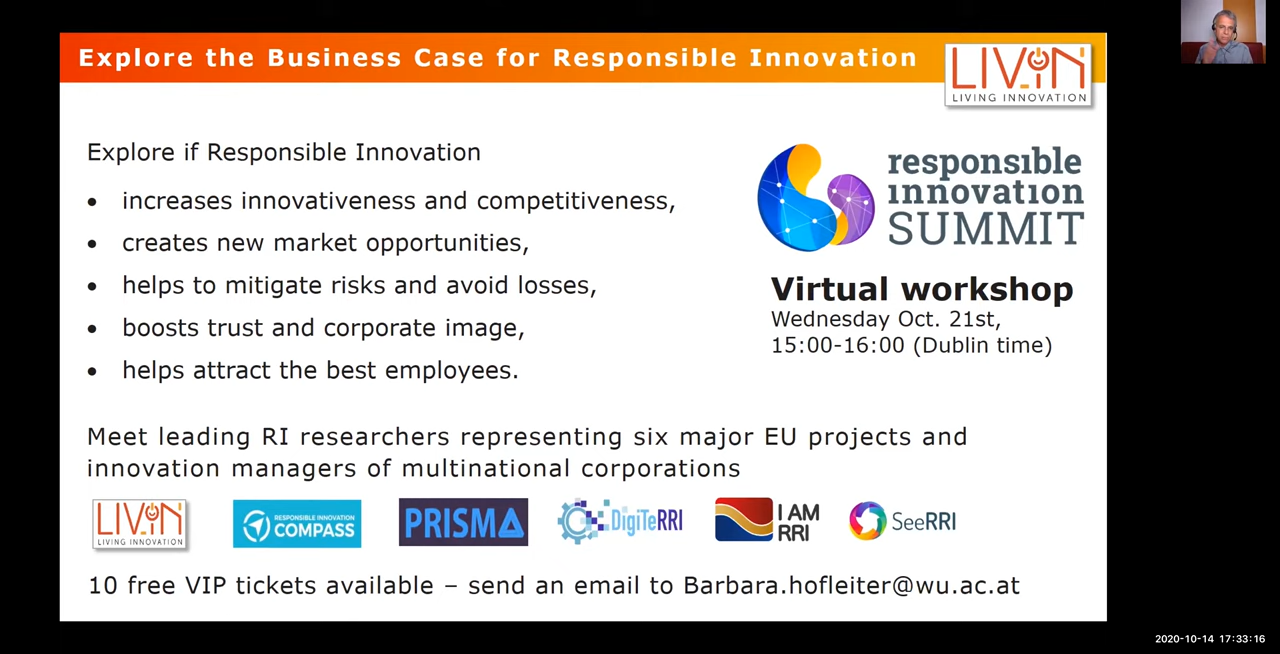 Explore the Business Case for Responsible Innovation
LIV_iN
LIVING INNOVATION
Explore if Responsible Innovation
• increases innovativeness and competitiveness,
• creates new market opportunities,
• helps to mitigate risks and avoid losses,
• boosts trust and corporate image,
• helps attract the best employees.
responsible
innovation
SUMMIT
Virtual workshop
Wednesday Oct. 21st,
15:00-16:00 (Dublin time)
Meet leading RI researchers representing six major EU projects and
innovation managers of multinational corporations
LIV_iN
LIVING INNOVATION
RESPONSIBLE INNOVATION
COMPASS
PRISMA
DigiTeRRI
I AM
RRI
SeeRRI
10 free VIP tickets available – send an email to Barbara.hofleiter@wu.ac.at
2020-10-14 17:33:16